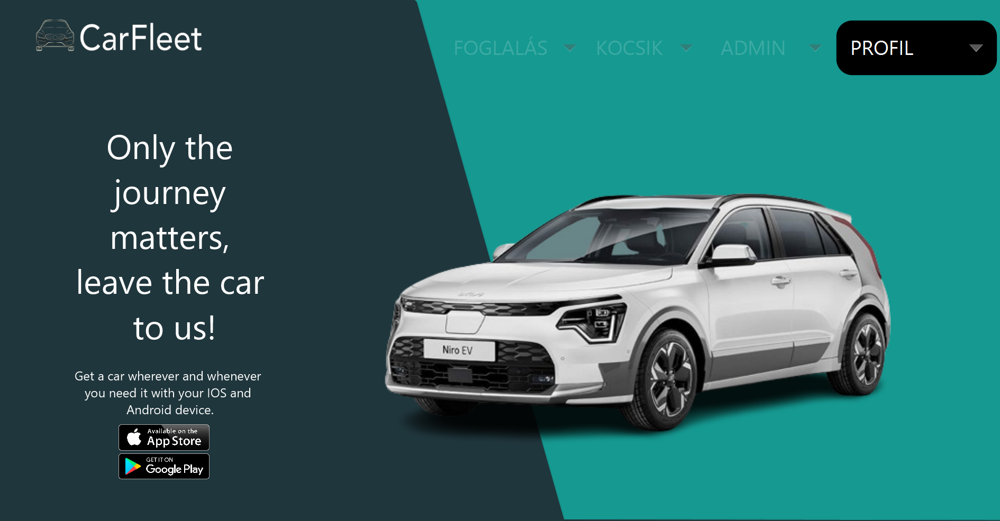 CarFleet
FOGLALÁS KOCSIK ADMIN PROFIL
Only the
journey
matters,
leave the car
to us!
Get a car wherever and whenever
you need it with your IOS and
Android device.
Available on the
App Store
GET IT ON
Google Play
Niro EV